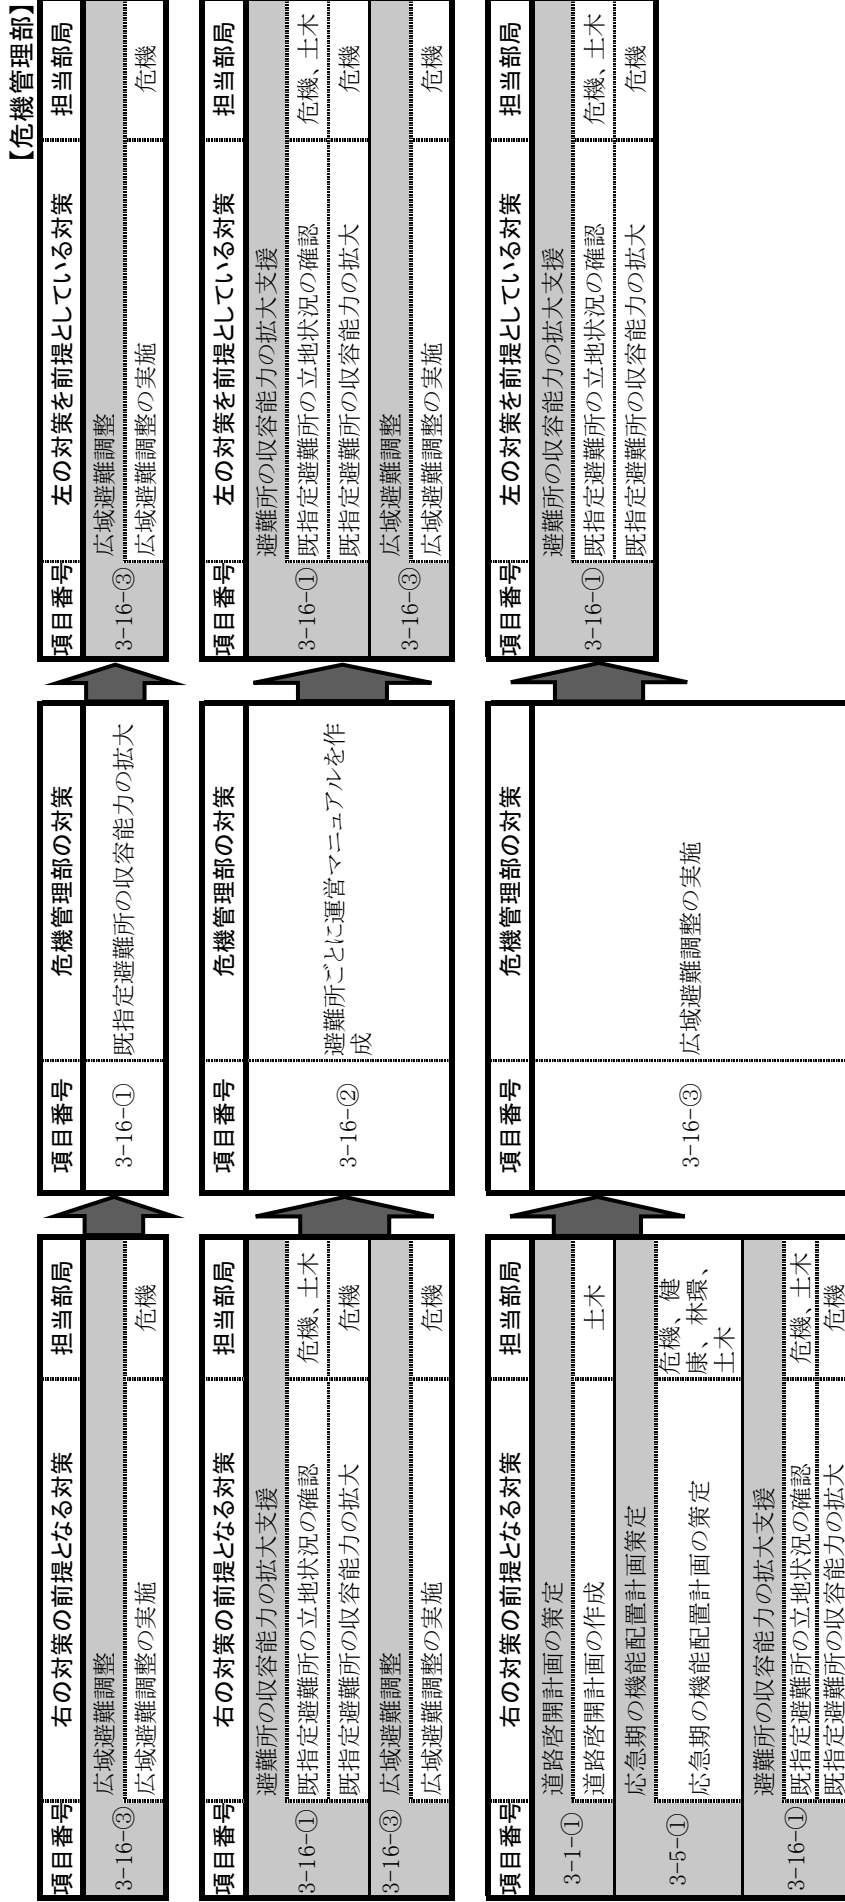 【危機管理部】
項目番号 右の対策の前提となる対策 担当部局
3-16-③ 広域避難調整
広域避難調整の実施 危機
項目番号 危機管理部の対策
3-16-① 既指定避難所の収容能力の拡大
項目番号 左の対策を前提としている対策 担当部局
3-16-③ 広域避難調整
広域避難調整の実施 危機
項目番号 右の対策の前提となる対策 担当部局
3-16-① 避難所の収容能力の拡大支援
既指定避難所の立地状況の確認 危機、土木
既指定避難所の収容能力の拡大 危機
3-16-③ 広域避難調整
広域避難調整の実施 危機
項目番号 危機管理部の対策
3-16-② 避難所ごとに運営マニュアルを作
成
項目番号 左の対策を前提としている対策 担当部局
3-16-① 避難所の収容能力の拡大支援
既指定避難所の立地状況の確認 危機、土木
既指定避難所の収容能力の拡大 危機
3-16-③ 広域避難調整
広域避難調整の実施 危機
項目番号 右の対策の前提となる対策 担当部局
3-1-① 道路啓開計画の策定
道路啓開計画の作成 土木
3-5-① 応急期の機能配置計画策定
応急期の機能配置計画の策定 危機、健
康、林環、
土木
3-16-① 避難所の収容能力の拡大支援
既指定避難所の立地状況の確認 危機、土木
既指定避難所の収容能力の拡大 危機
項目番号 危機管理部の対策
3-16-③ 広域避難調整の実施
項目番号 左の対策を前提としている対策 担当部局
3-16-① 避難所の収容能力の拡大支援
既指定避難所の立地状況の確認 危機、土木
既指定避難所の収容能力の拡大 危機